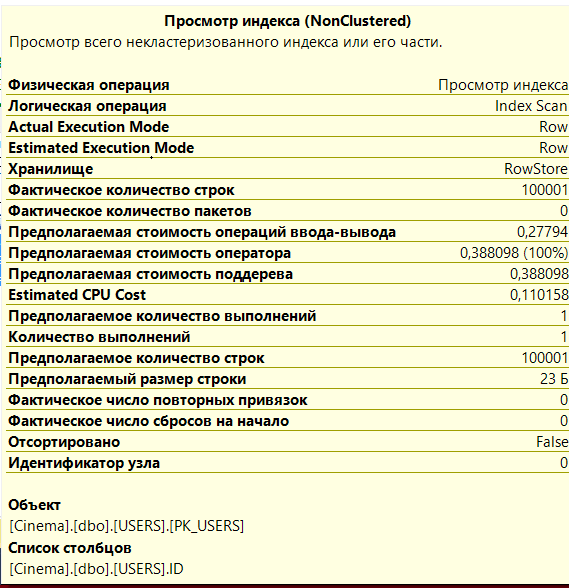 Просмотр индекса (NonClustered)
Просмотр всего некластеризованного индекса или его части.
Физическая операция Просмотр индекса
Логическая операция Index Scan
Actual Execution Mode Row
Estimated Execution Mode Row
Хранилище RowStore
Фактическое количество строк 100001
Фактическое количество пакетов 0
Предполагаемая стоимость операций ввода-вывода 0,27794
Предполагаемая стоимость оператора 0,388098 (100%)
Предполагаемая стоимость поддерева 0,388098
Estimated CPU Cost 0,110158
Предполагаемое количество выполнений 1
Количество выполнений 1
Предполагаемое количество строк 100001
Предполагаемый размер строки 23 Б
Фактическое число повторных привязок 0
Фактическое число сбросов на начало 0
Отсортировано False
Идентификатор узла 0
Объект
[Cinema].[dbo].[USERS].[PK_USERS]
Список столбцов
[Cinema].[dbo].[USERS].ID